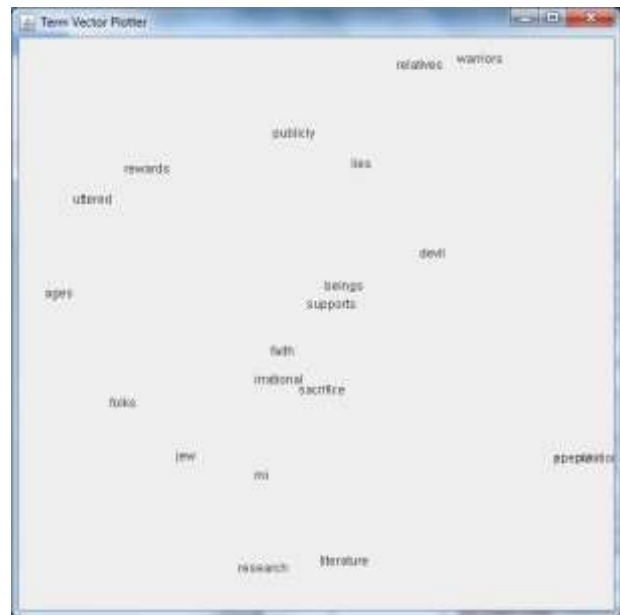 Term Vector Plotter
relatives warriors
publicly
rewards lies
uttered
devil
ages beings
supports
faith
irrational
sacrifice
folks
jew
mi
research literature